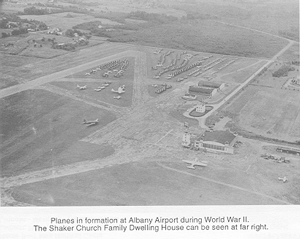 Planes in formation at Albany Airport during World War II.
The Shaker Church Family Dwelling House can be seen at far right.